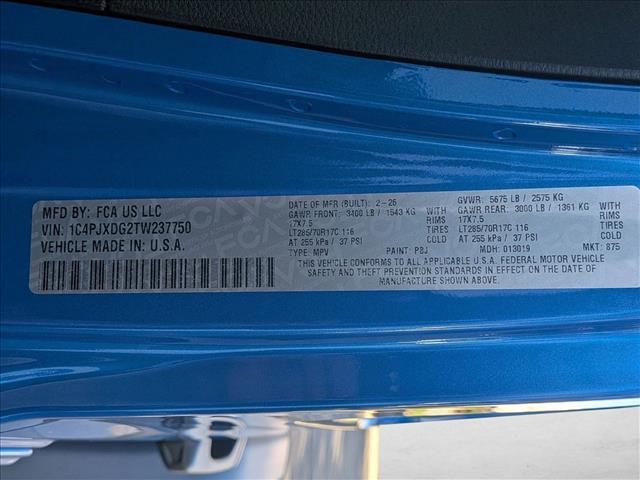 MFD BY: FCA US LLC
VIN: 1C4PJXDG2TW237750
VEHICLE MADE IN U.S.A.
DATE OF MFR (BUILT): 2-26
GAWR FRONT: 3400 LB / 1543 KG WITH
17X7.5 RIMS
LT285/70R17C 116 TIRES
AT 255 kPa / 37 PSI COLD
TYPE: MPV PAINT: PBJ
GVWR: 5675 LB / 2575 KG
GAWR REAR: 3000 LB / 1361 KG WITH
17X7.5 RIMS
LT285/70R17C 116 TIRES
AT 255 kPa / 37 PSI COLD
MDH: 013019 MKT: 875
THIS VEHICLE CONFORMS TO ALL APPLICABLE U.S.A. FEDERAL MOTOR VEHICLE
SAFETY AND THEFT PREVENTION STANDARDS IN EFFECT ON THE DATE OF
MANUFACTURE SHOWN ABOVE.